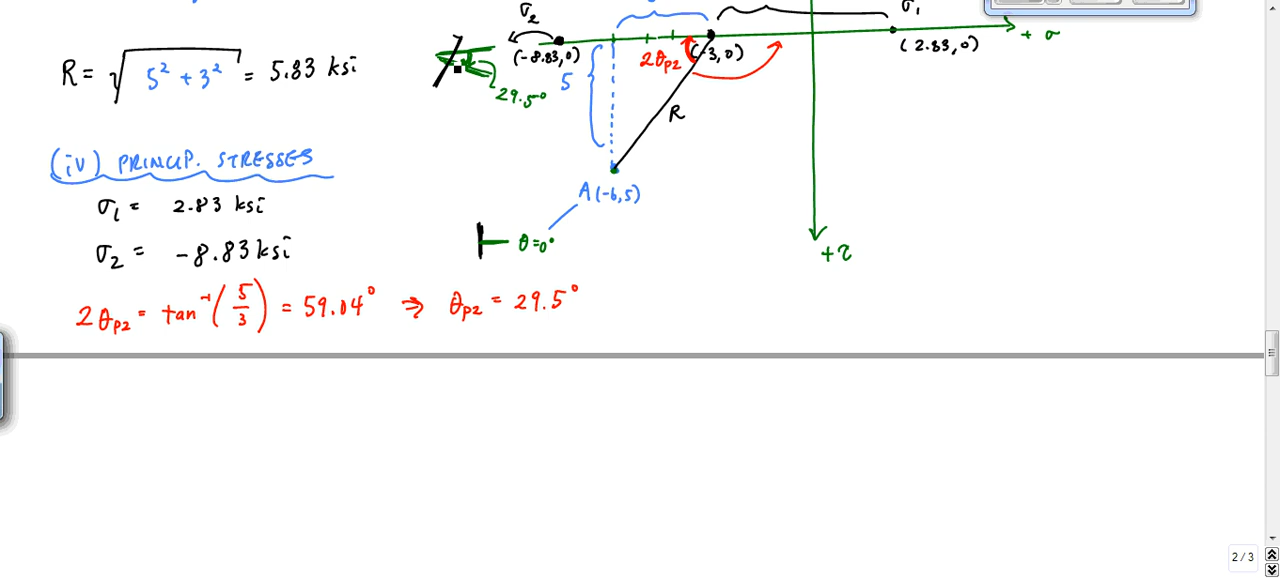 σ₂
σ₁
+ σ
(-8.83,0)
2θp2
(-3,0)
(2.83,0)
R = √5² + 3² = 5.83 ksi
29.5°
5
R
(iv) PRINCIP. STRESSES
A(-6,5)
σ₁ = 2.83 ksi
θ=0°
σ₂ = -8.83 ksi
+τ
2θp2 = tan⁻¹(5/3) = 59.04° ⇒ θp2 = 29.5°
2 / 3